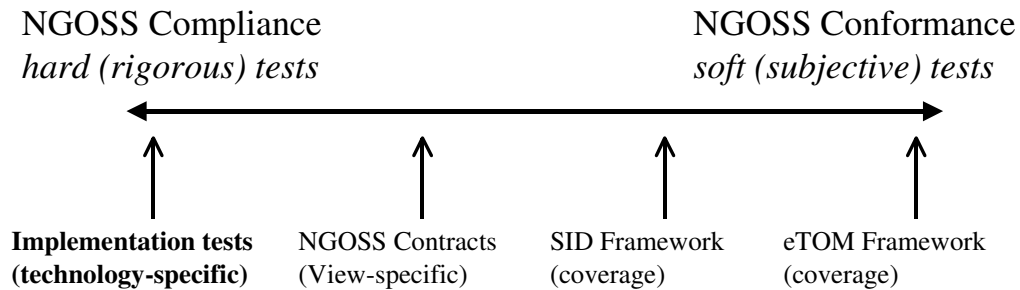 NGOSS Compliance
hard (rigorous) tests
NGOSS Conformance
soft (subjective) tests
Implementation tests
(technology-specific)
NGOSS Contracts
(View-specific)
SID Framework
(coverage)
eTOM Framework
(coverage)